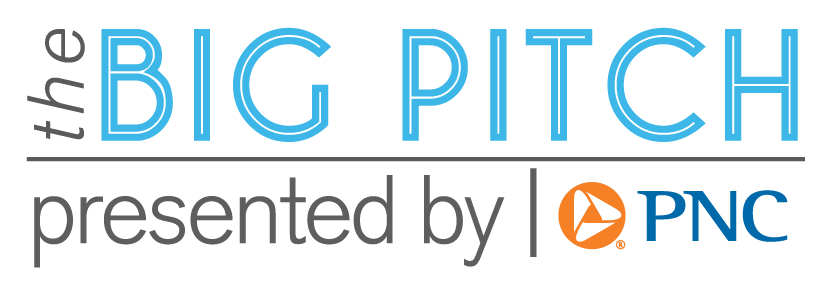 the BIG PITCH
presented by | PNC